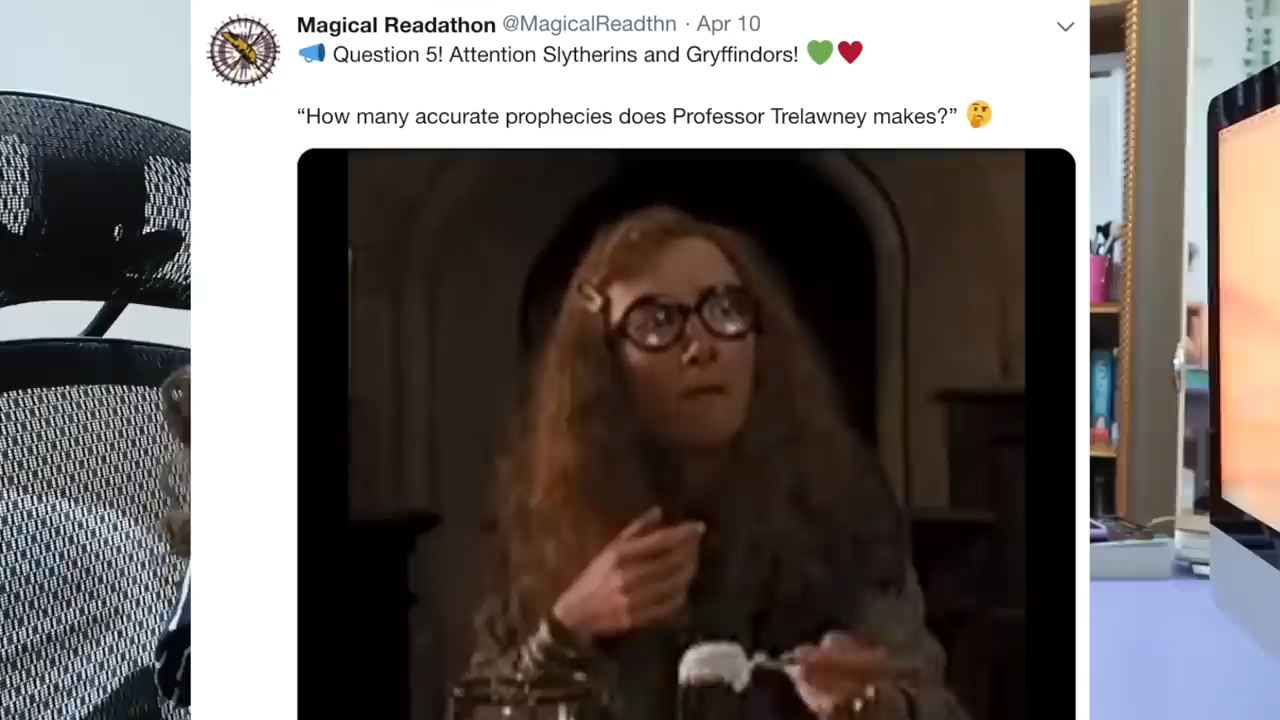 Magical Readathon @MagicalReadthn · Apr 10
📣 Question 5! Attention Slytherins and Gryffindors! 💚❤️
“How many accurate prophecies does Professor Trelawney makes?” 🤔